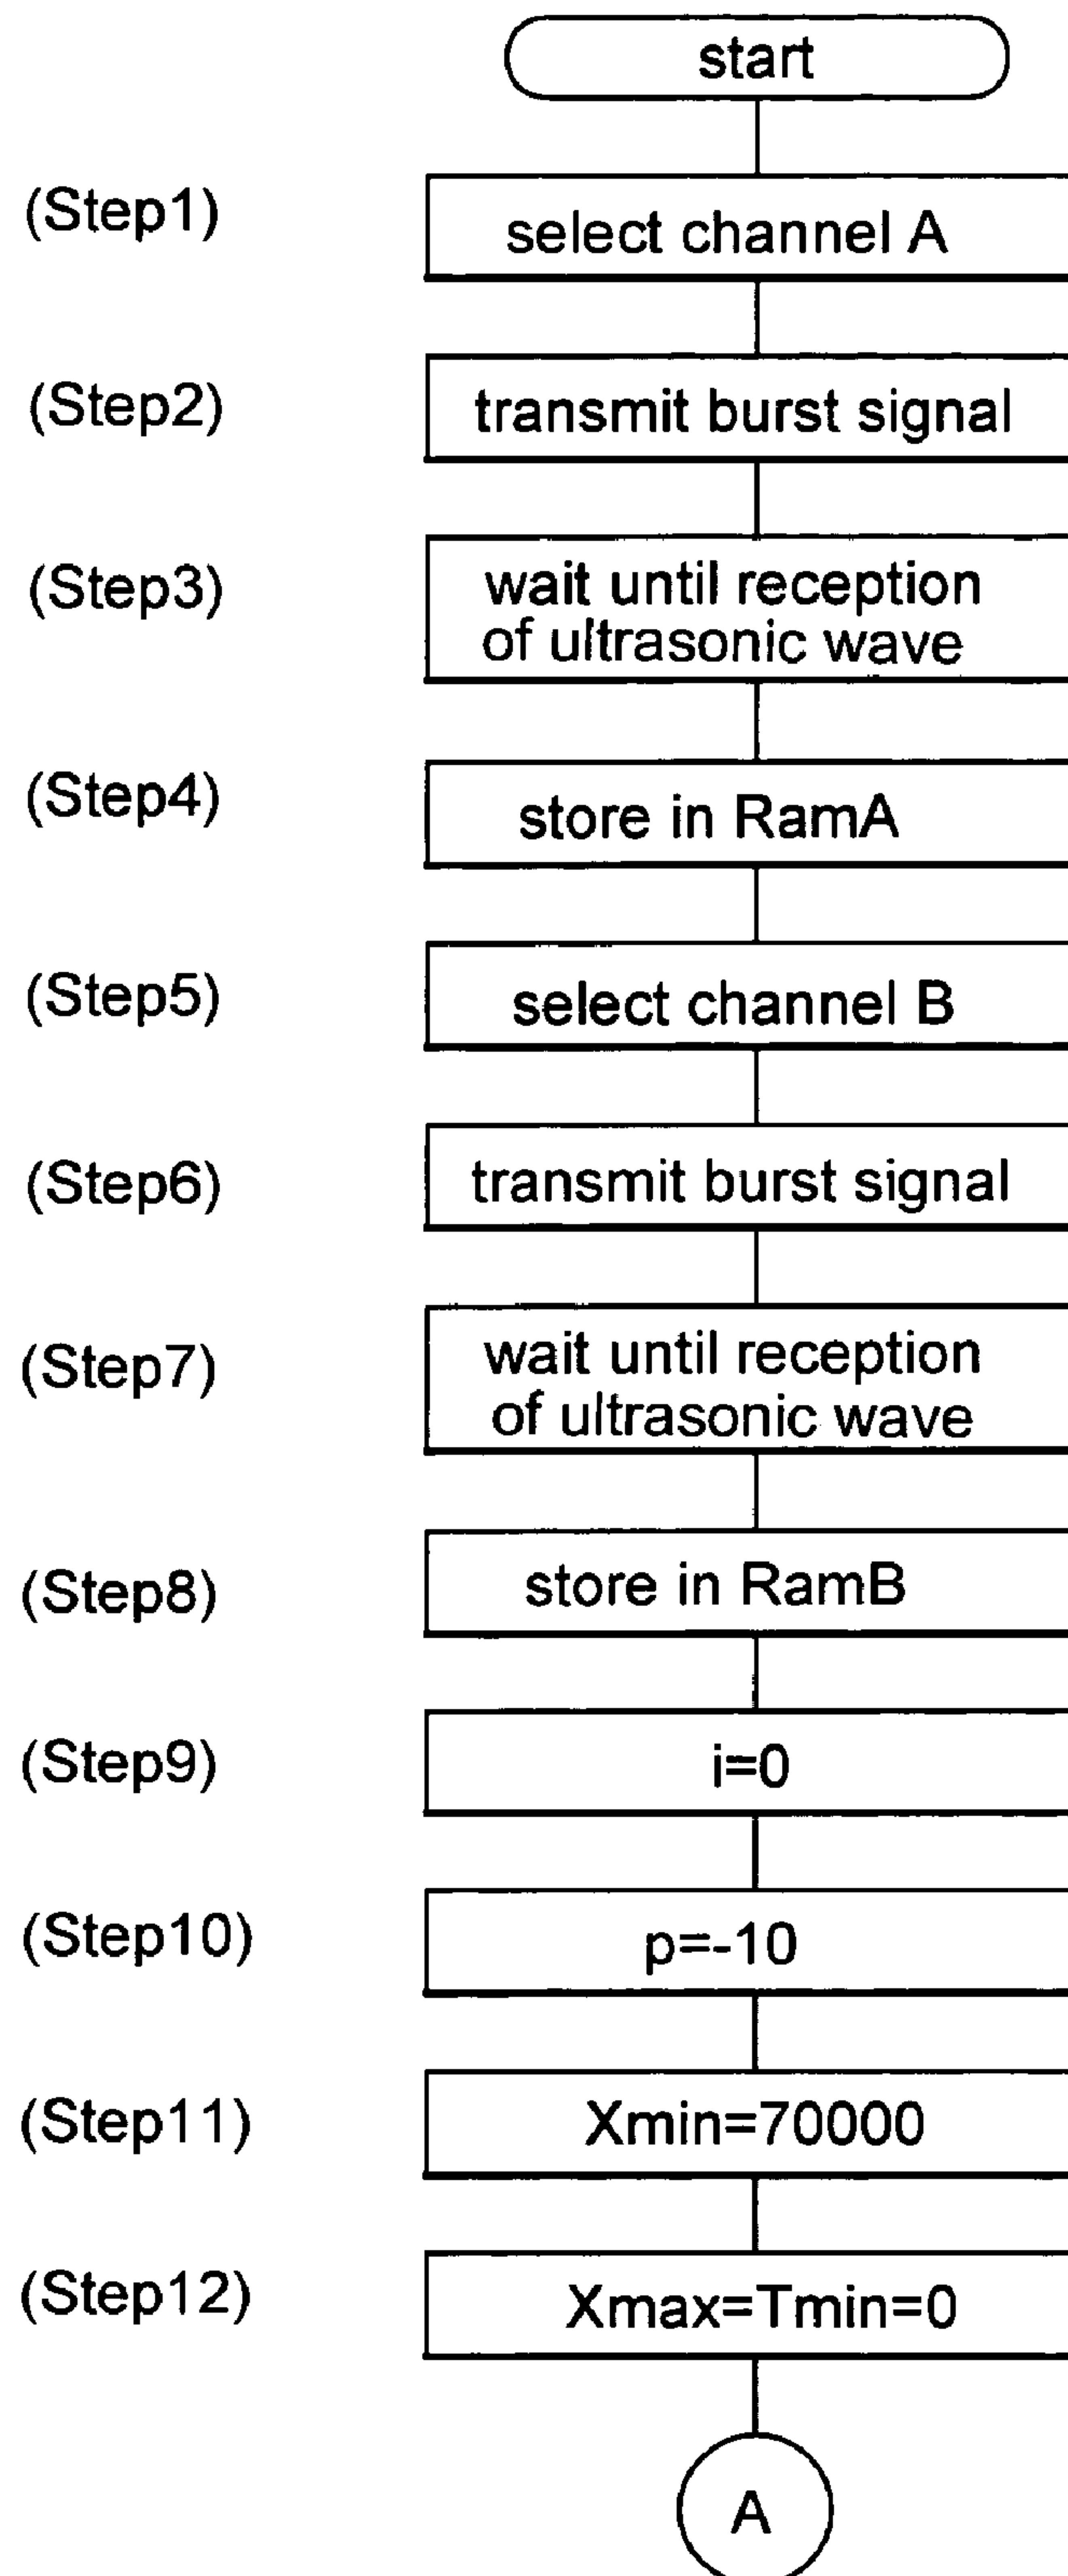 start
(Step1)
select channel A
(Step2)
transmit burst signal
(Step3)
wait until reception
of ultrasonic wave
(Step4)
store in RamA
(Step5)
select channel B
(Step6)
transmit burst signal
(Step7)
wait until reception
of ultrasonic wave
(Step8)
store in RamB
(Step9)
i=0
(Step10)
p=-10
(Step11)
Xmin=70000
(Step12)
Xmax=Tmin=0
A